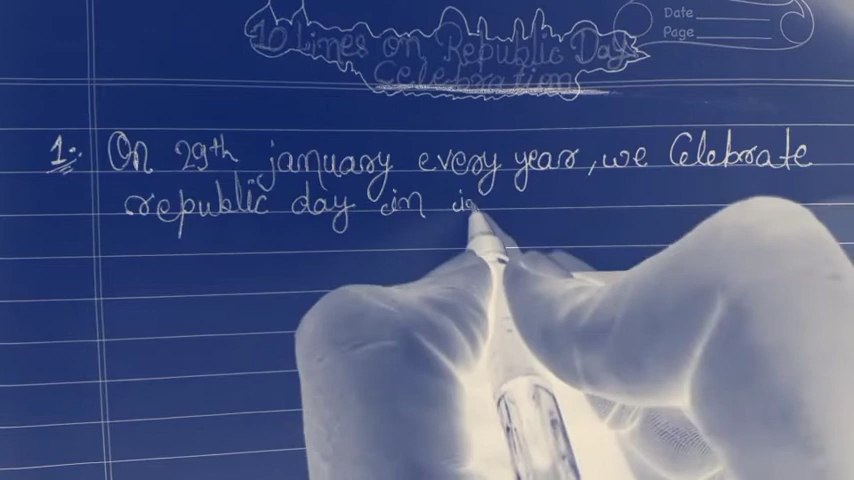 10 Lines on Republic Day
Celebration
Date
Page
1. On 29th january every year, we Celebrate
republic day in